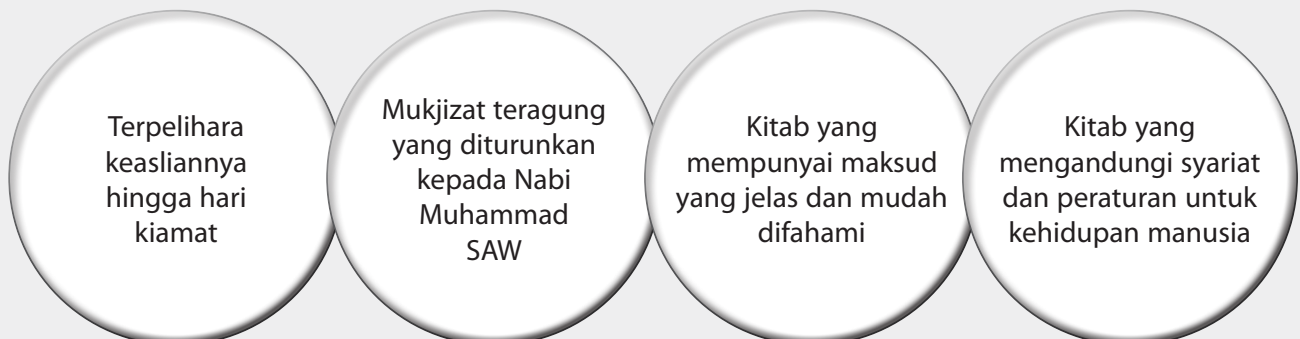 Terpelihara
keasliannya
hingga hari
kiamat
Mukjizat teragung
yang diturunkan
kepada Nabi
Muhammad
SAW
Kitab yang
mempunyai maksud
yang jelas dan mudah
difahami
Kitab yang
mengandungi syariat
dan peraturan untuk
kehidupan manusia